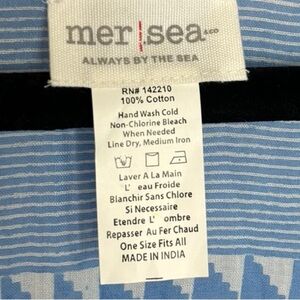 mer sea &CO
ALWAYS BY THE SEA
RN# 142210
100% Cotton
Hand Wash Cold
Non-Chlorine Bleach
When Needed
Line Dry, Medium Iron
Laver A La Main
L' eau Froide
Blanchir Sans Chlore
Si Necessaire
Etendre L' ombre
Repasser Au Fer Chaud
One Size Fits All
MADE IN INDIA